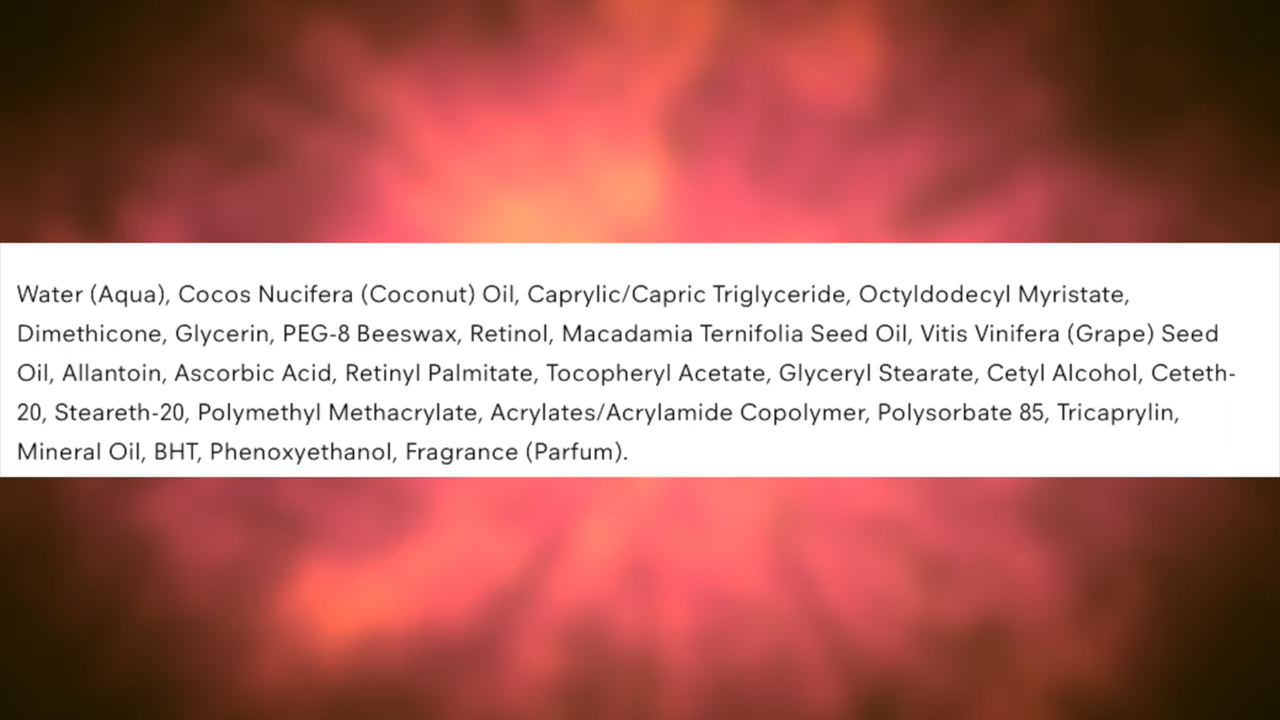 Water (Aqua), Cocos Nucifera (Coconut) Oil, Caprylic/Capric Triglyceride, Octyldodecyl Myristate,
Dimethicone, Glycerin, PEG-8 Beeswax, Retinol, Macadamia Ternifolia Seed Oil, Vitis Vinifera (Grape) Seed
Oil, Allantoin, Ascorbic Acid, Retinyl Palmitate, Tocopheryl Acetate, Glyceryl Stearate, Cetyl Alcohol, Ceteth-
20, Steareth-20, Polymethyl Methacrylate, Acrylates/Acrylamide Copolymer, Polysorbate 85, Tricaprylin,
Mineral Oil, BHT, Phenoxyethanol, Fragrance (Parfum).